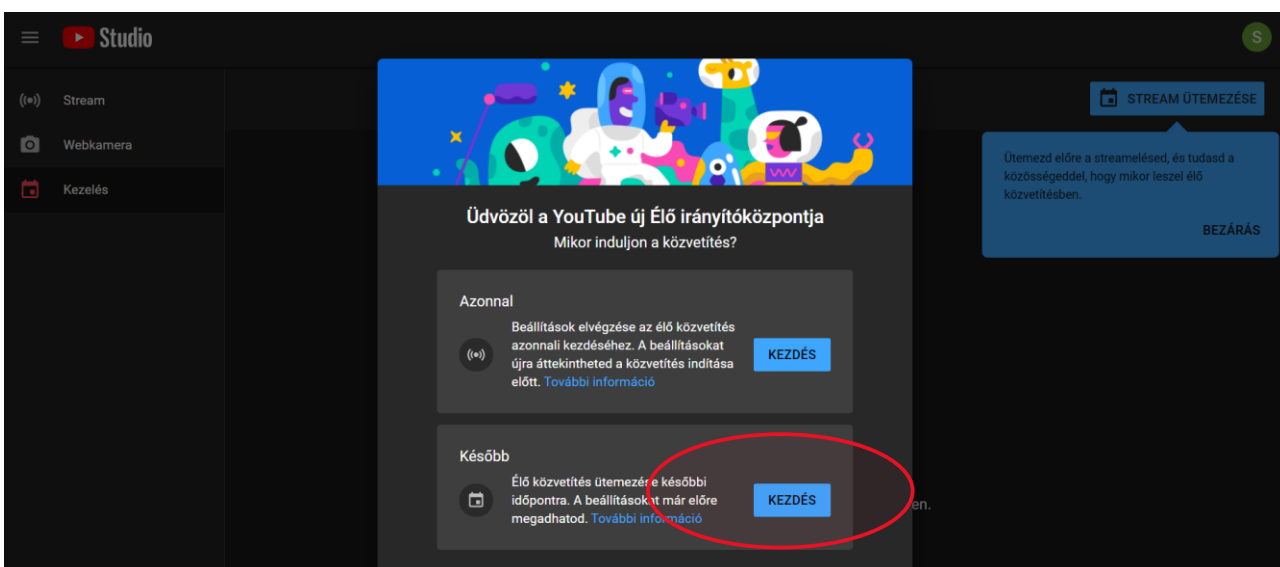 Studio
S
Stream
STREAM ÜTEMEZÉSE
Webkamera
Kezelés
Ütemezd előre a streamelésed, és tudasd a
közösségeddel, hogy mikor leszel élő
közvetítésben.
BEZÁRÁS
Üdvözöl a YouTube új Élő irányítóközpontja
Mikor induljon a közvetítés?
Azonnal
Beállítások elvégzése az élő közvetítés
azonnali kezdéséhez. A beállításokat
újra áttekintheted a közvetítés indítása
előtt. További információ
KEZDÉS
Később
Élő közvetítés ütemezése későbbi
időpontra. A beállításokat már előre
megadhatod. További információ
KEZDÉS
en.